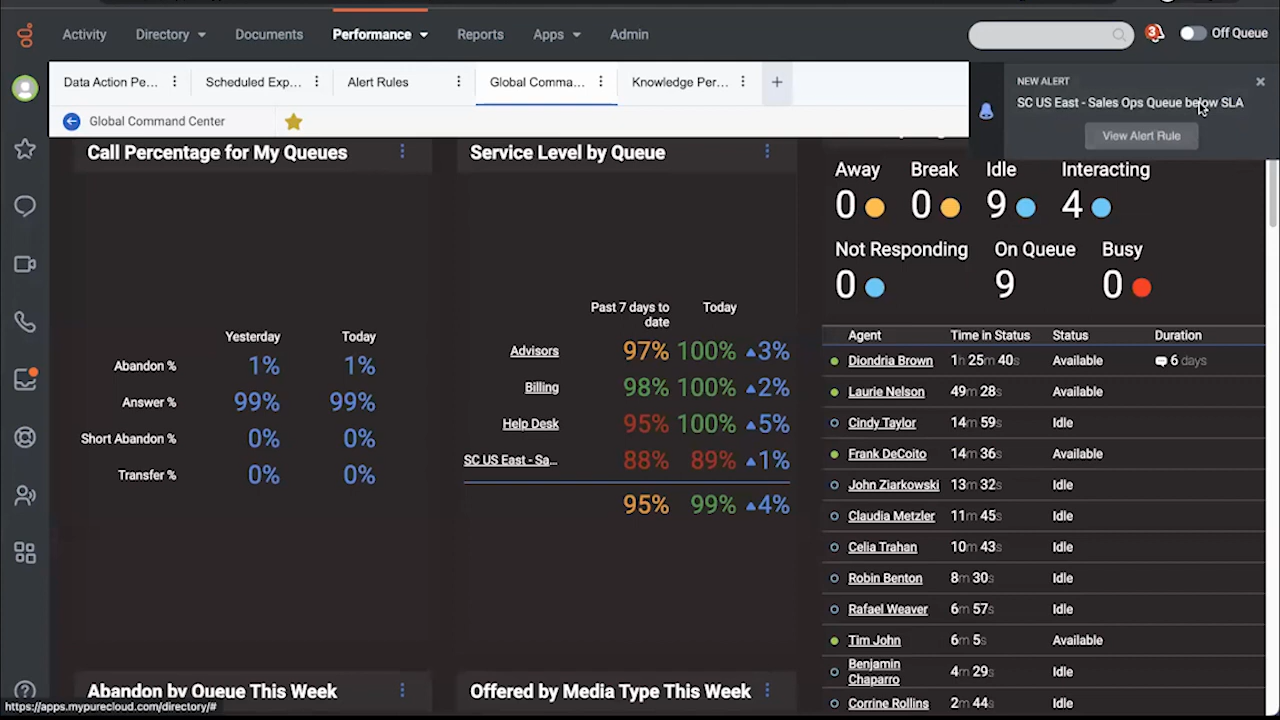 Activity Directory Documents Performance Reports Apps Admin
3
Off Queue
Data Action Pe... Scheduled Exp... Alert Rules Global Comma... Knowledge Per... +
NEW ALERT
SC US East - Sales Ops Queue below SLA
View Alert Rule
Global Command Center
Call Percentage for My Queues
Yesterday Today
Abandon % 1% 1%
Answer % 99% 99%
Short Abandon % 0% 0%
Transfer % 0% 0%
Service Level by Queue
Past 7 days to date Today
Advisors 97% 100% 3%
Billing 98% 100% 2%
Help Desk 95% 100% 5%
SC US East - Sa... 88% 89% 1%
95% 99% 4%
Away Break Idle Interacting
0 0 9 4
Not Responding On Queue Busy
0 9 0
Agent Time in Status Status Duration
Diondria Brown 1h 25m 40s Available 6 days
Laurie Nelson 49m 28s Available
Cindy Taylor 14m 59s Idle
Frank DeCoito 14m 36s Available
John Ziarkowski 13m 32s Idle
Claudia Metzler 11m 45s Idle
Celia Trahan 10m 43s Idle
Robin Benton 8m 30s Idle
Rafael Weaver 6m 57s Idle
Tim John 6m 5s Available
Benjamin Chaparro 4m 29s Idle
Corrine Rollins 2m 44s Idle
Abandon by Queue This Week
Offered by Media Type This Week
https://apps.mypurecloud.com/directory/#